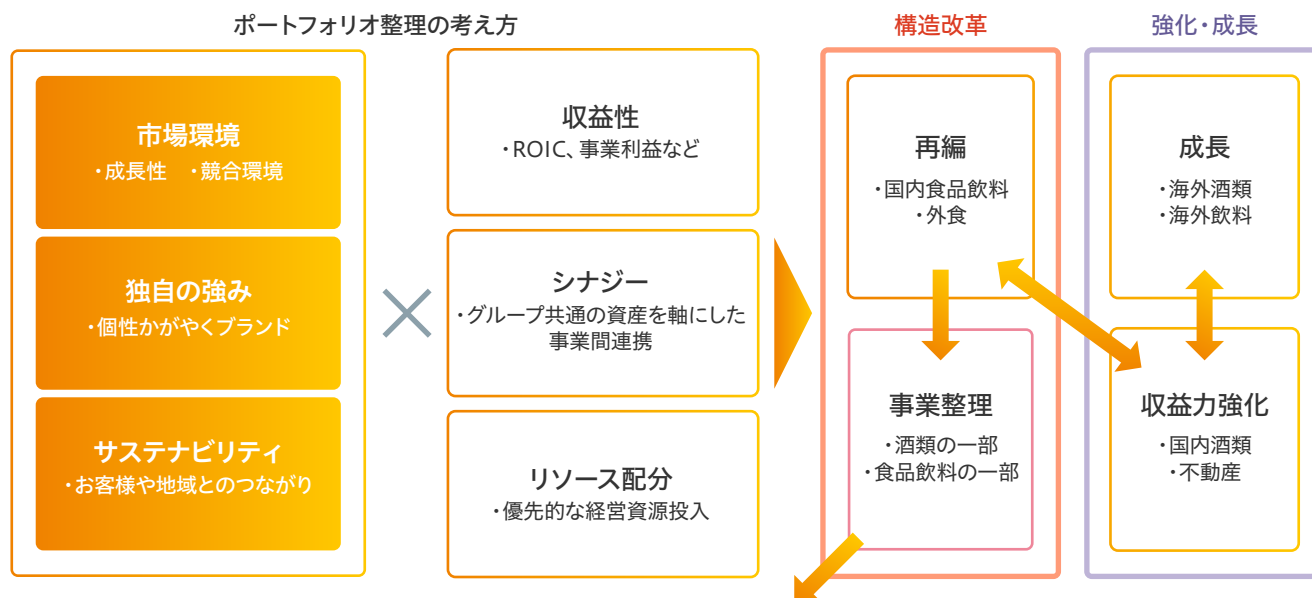 ポートフォリオ整理の考え方
市場環境
・成長性 ・競合環境
独自の強み
・個性かがやくブランド
サステナビリティ
・お客様や地域とのつながり
収益性
・ROIC、事業利益など
シナジー
・グループ共通の資産を軸にした
事業間連携
リソース配分
・優先的な経営資源投入
構造改革
再編
・国内食品飲料
・外食
事業整理
・酒類の一部
・食品飲料の一部
強化・成長
成長
・海外酒類
・海外飲料
収益力強化
・国内酒類
・不動産